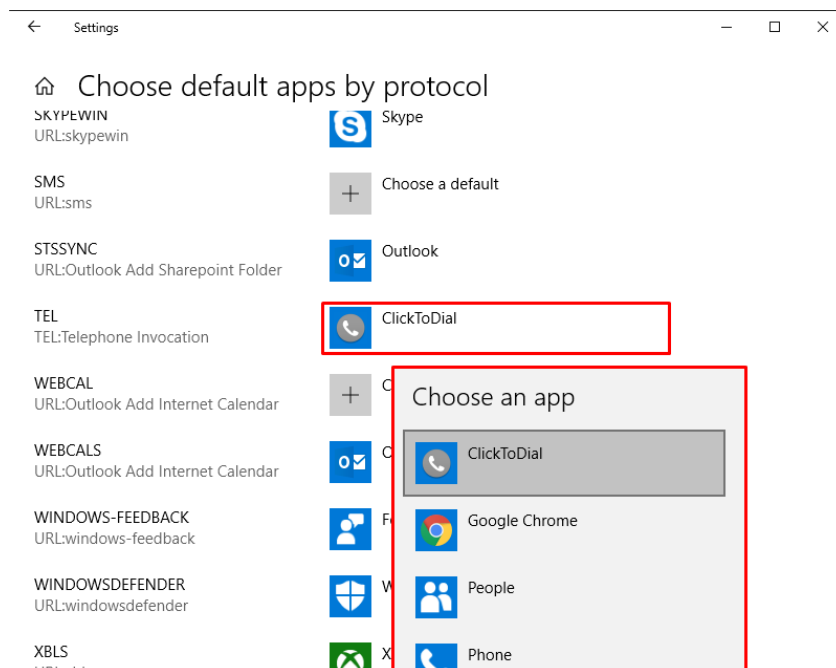 Settings
Choose default apps by protocol
SKYPEWIN
URL:skypewin
Skype
SMS
URL:sms
Choose a default
STSSYNC
URL:Outlook Add Sharepoint Folder
Outlook
TEL
TEL:Telephone Invocation
ClickToDial
WEBCAL
URL:Outlook Add Internet Calendar
WEBCALS
URL:Outlook Add Internet Calendar
WINDOWS-FEEDBACK
URL:windows-feedback
WINDOWSDEFENDER
URL:windowsdefender
XBLS
Choose an app
ClickToDial
Google Chrome
People
Phone